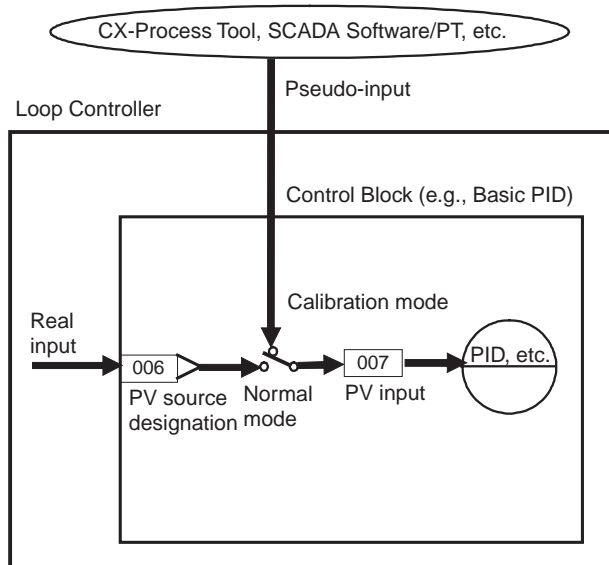 CX-Process Tool, SCADA Software/PT, etc.
Pseudo-input
Loop Controller
Control Block (e.g., Basic PID)
Calibration mode
Real
input
006
007
PID, etc.
PV source
designation
Normal
mode
PV input